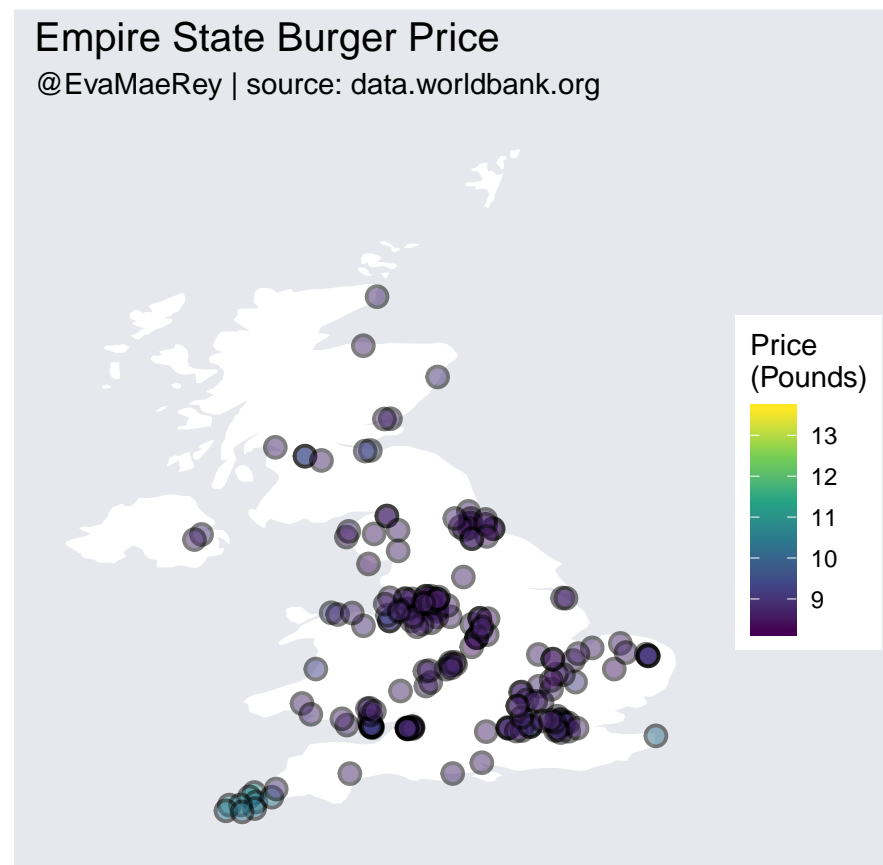 Empire State Burger Price
@EvaMaeRey | source: data.worldbank.org
Price
(Pounds)
13
12
11
10
9